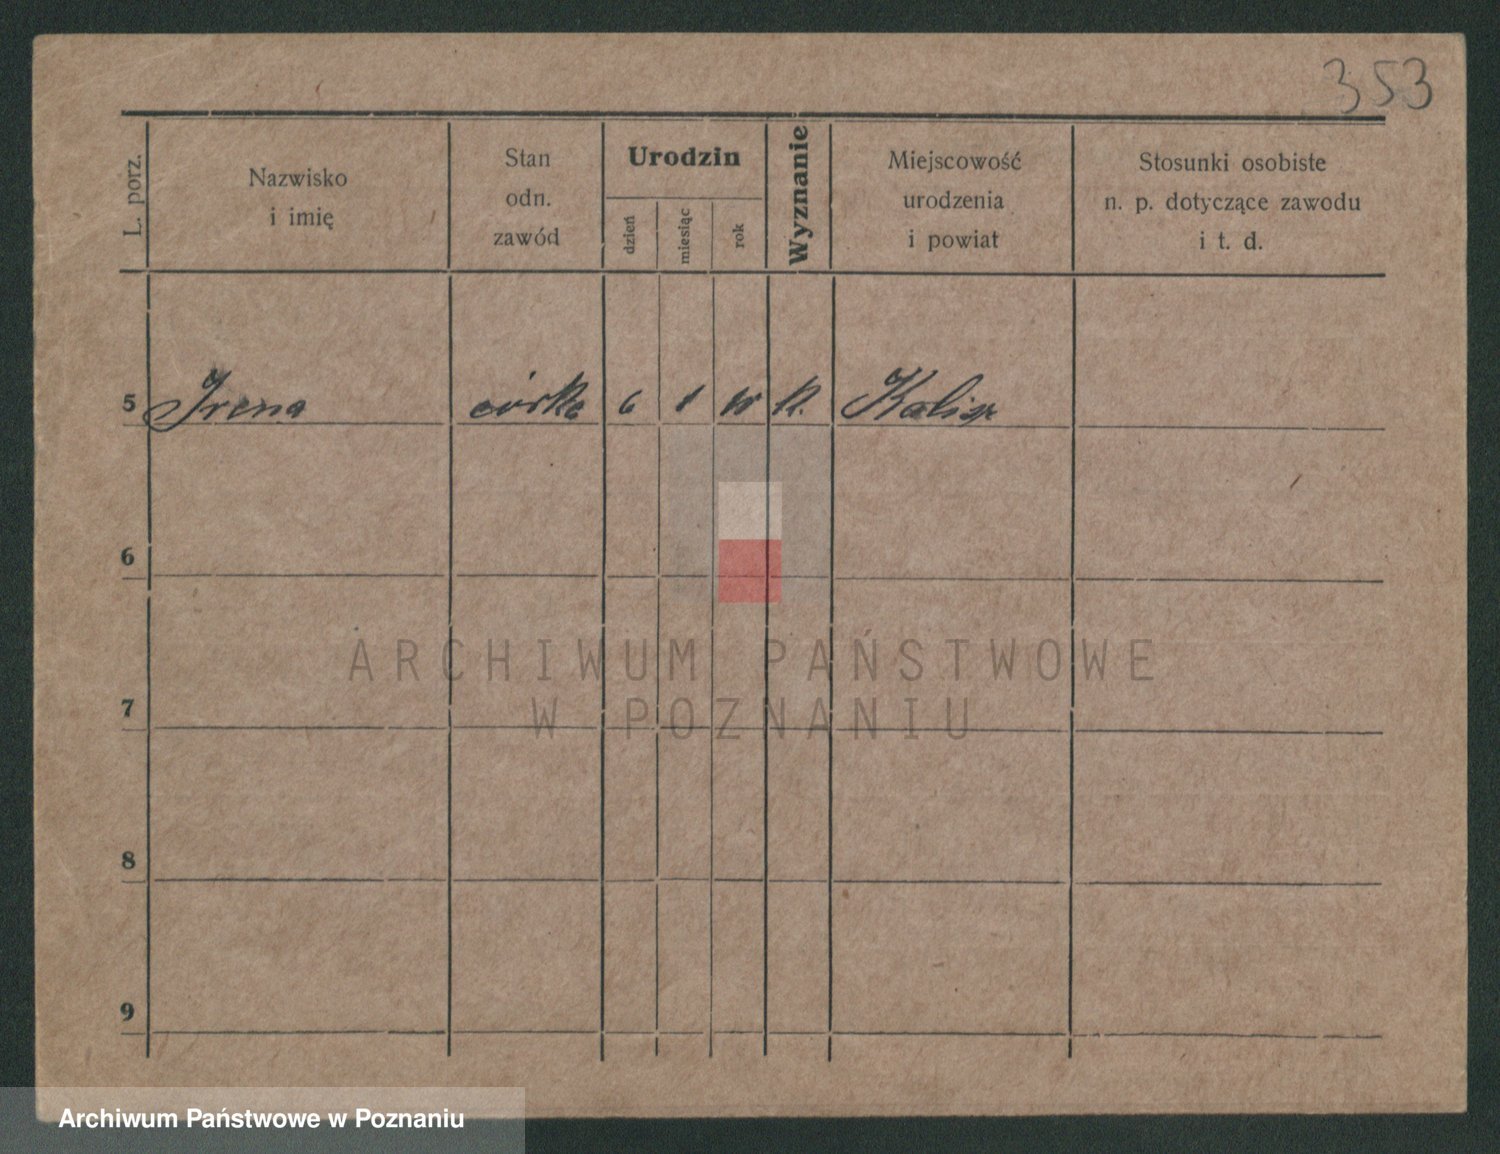 353
L. porz.
Nazwisko
i imię
Stan
odn.
zawód
Urodzin
dzień
miesiąc
rok
Wyznanie
Miejscowość
urodzenia
i powiat
Stosunki osobiste
n. p. dotyczące zawodu
i t. d.
5 Irena córka 6 1 k. Kalisz
6
7
8
9
ARCHIWUM PAŃSTWOWE
W POZNANIU
Archiwum Państwowe w Poznaniu